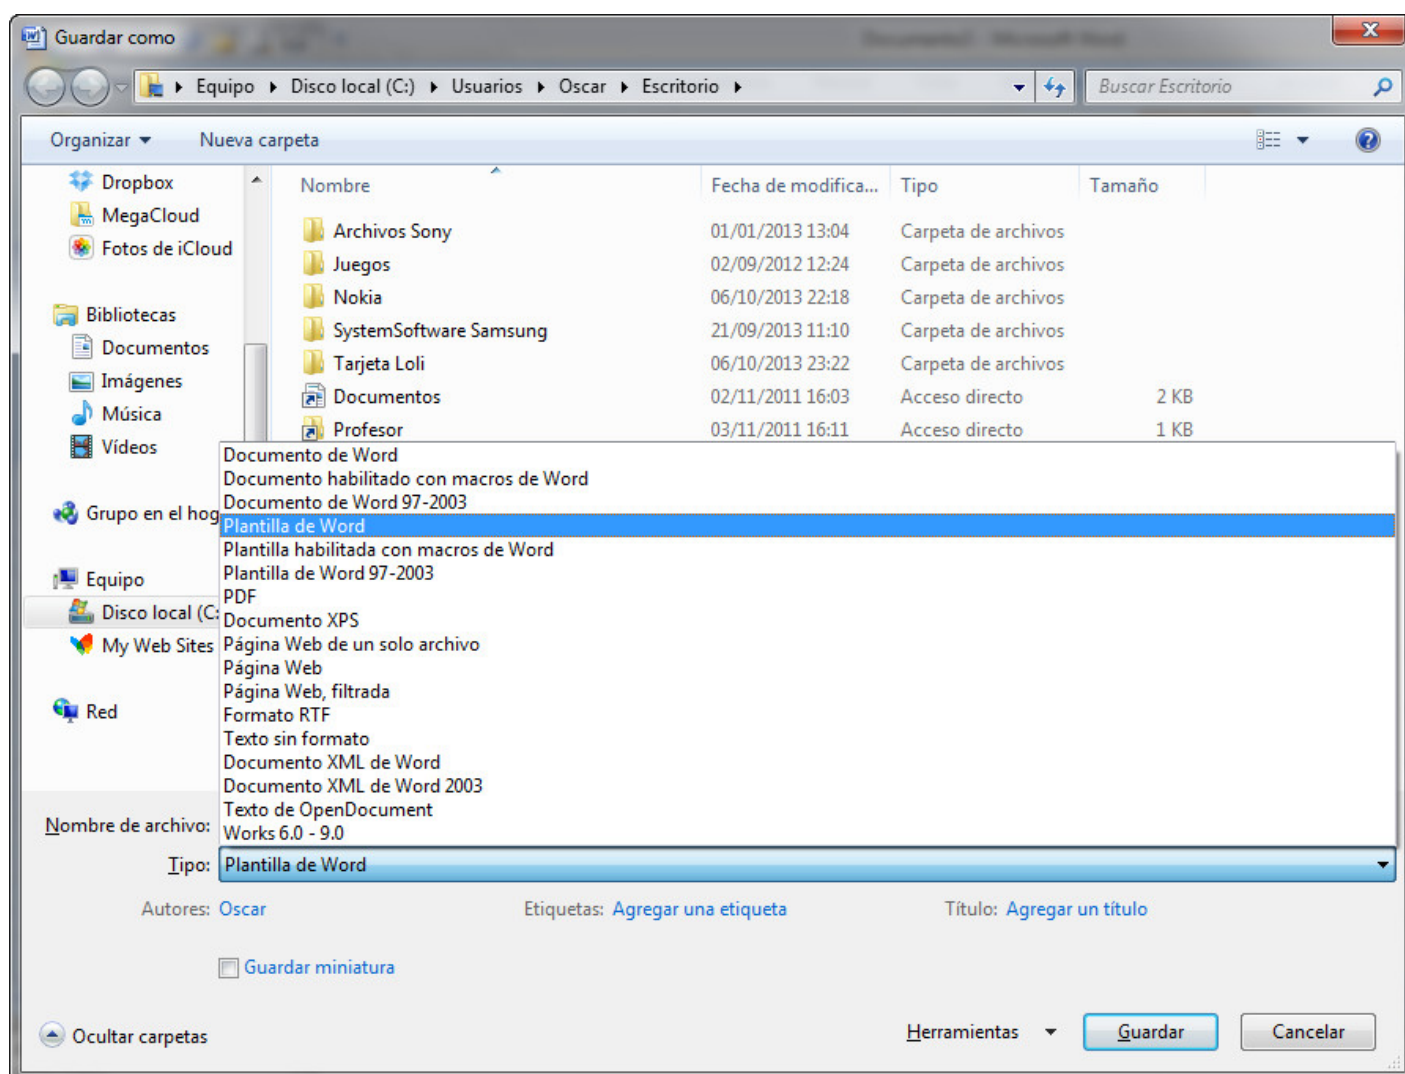 Guardar como
Equipo Disco local (C:) Usuarios Oscar Escritorio Buscar Escritorio
Organizar Nueva carpeta
Nombre Fecha de modifica... Tipo Tamaño
Dropbox
MegaCloud
Fotos de iCloud
Bibliotecas
Documentos
Imágenes
Música
Vídeos
Grupo en el hog
Equipo
Disco local (C:
My Web Sites
Red
Archivos Sony 01/01/2013 13:04 Carpeta de archivos
Juegos 02/09/2012 12:24 Carpeta de archivos
Nokia 06/10/2013 22:18 Carpeta de archivos
SystemSoftware Samsung 21/09/2013 11:10 Carpeta de archivos
Tarjeta Loli 06/10/2013 23:22 Carpeta de archivos
Documentos 02/11/2011 16:03 Acceso directo 2 KB
Profesor 03/11/2011 16:11 Acceso directo 1 KB
Documento de Word
Documento habilitado con macros de Word
Documento de Word 97-2003
Plantilla de Word
Plantilla habilitada con macros de Word
Plantilla de Word 97-2003
PDF
Documento XPS
Página Web de un solo archivo
Página Web
Página Web, filtrada
Formato RTF
Texto sin formato
Documento XML de Word
Documento XML de Word 2003
Texto de OpenDocument
Works 6.0 - 9.0
Nombre de archivo:
Tipo: Plantilla de Word
Autores: Oscar Etiquetas: Agregar una etiqueta Título: Agregar un título
Guardar miniatura
Ocultar carpetas Herramientas Guardar Cancelar